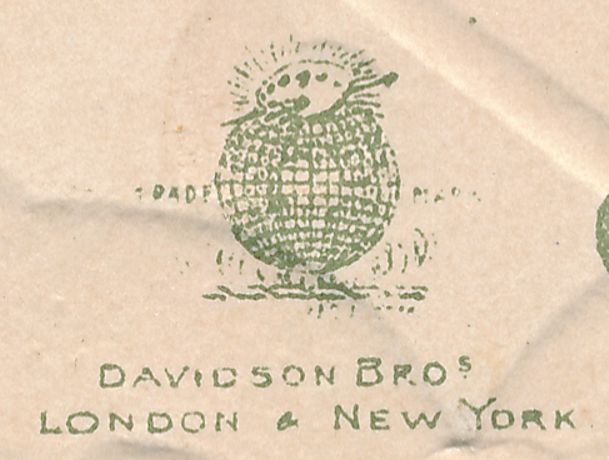 TRADE MARK
DAVIDSON BROS
LONDON & NEW YORK